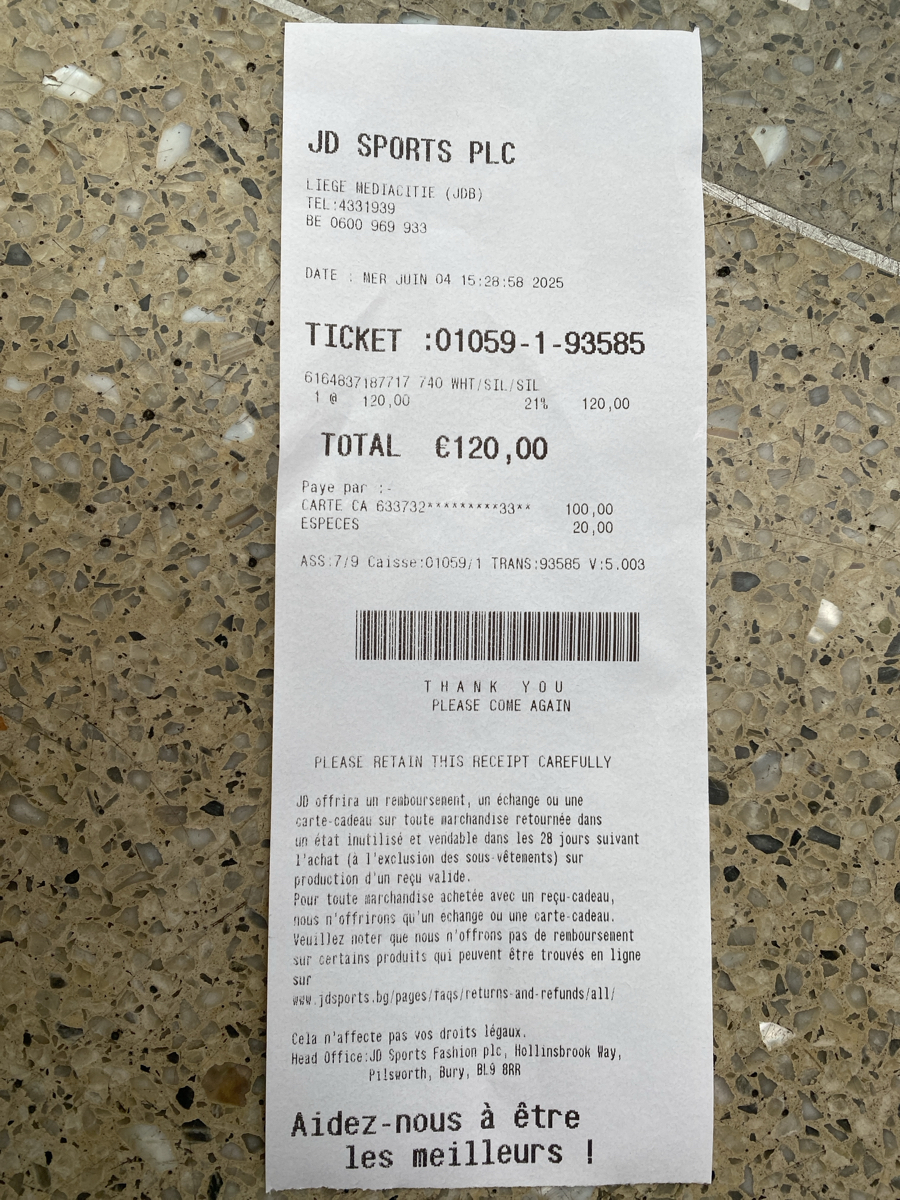 JD SPORTS PLC
LIEGE MEDIACITIE (JDB)
TEL:4331939
BE 0600 969 933
DATE : MER JUIN 04 15:28:58 2025
TICKET :01059-1-93585
6164837187717 740 WHT/SIL/SIL
1 @ 120,00 21% 120,00
TOTAL €120,00
Paye par :-
CARTE CA 633732*********33** 100,00
ESPECES 20,00
ASS:7/9 Caisse:01059/1 TRANS:93585 V:5.003
THANK YOU
PLEASE COME AGAIN
PLEASE RETAIN THIS RECEIPT CAREFULLY
JD offrira un remboursement, un échange ou une
carte-cadeau sur toute marchandise retournée dans
un état inutilisé et vendable dans les 28 jours suivant
l'achat (à l'exclusion des sous-vêtements) sur
production d'un reçu valide.
Pour toute marchandise achetée avec un reçu-cadeau,
nous n'offrirons qu'un echange ou une carte-cadeau.
Veuillez noter que nous n'offrons pas de remboursement
sur certains produits qui peuvent être trouvés en ligne
sur
www.jdsports.bg/pages/faqs/returns-and-refunds/all/
Cela n'affecte pas vos droits légaux.
Head Office:JD Sports Fashion plc, Hollinsbrook Way,
Pilsworth, Bury, BL9 8RR
Aidez-nous à être
les meilleurs !